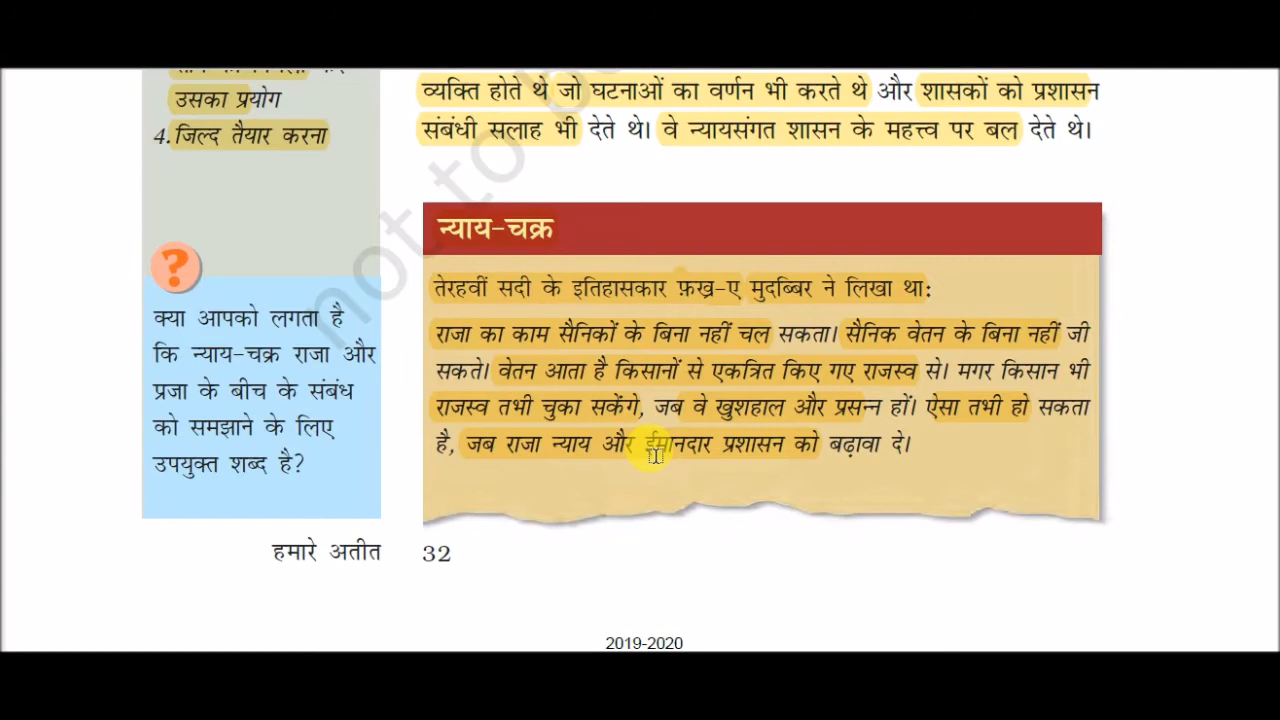 उसका प्रयोग
4. जिल्द तैयार करना
क्या आपको लगता है
कि न्याय-चक्र राजा और
प्रजा के बीच के संबंध
को समझाने के लिए
उपयुक्त शब्द है?
व्यक्ति होते थे जो घटनाओं का वर्णन भी करते थे और शासकों को प्रशासन
संबंधी सलाह भी देते थे। वे न्यायसंगत शासन के महत्त्व पर बल देते थे।
न्याय-चक्र
तेरहवीं सदी के इतिहासकार फ़ख्र-ए मुदब्बिर ने लिखा था:
राजा का काम सैनिकों के बिना नहीं चल सकता। सैनिक वेतन के बिना नहीं जी
सकते। वेतन आता है किसानों से एकत्रित किए गए राजस्व से। मगर किसान भी
राजस्व तभी चुका सकेंगे, जब वे खुशहाल और प्रसन्न हों। ऐसा तभी हो सकता
है, जब राजा न्याय और ईमानदार प्रशासन को बढ़ावा दे।
हमारे अतीत 32
2019-2020
not to b